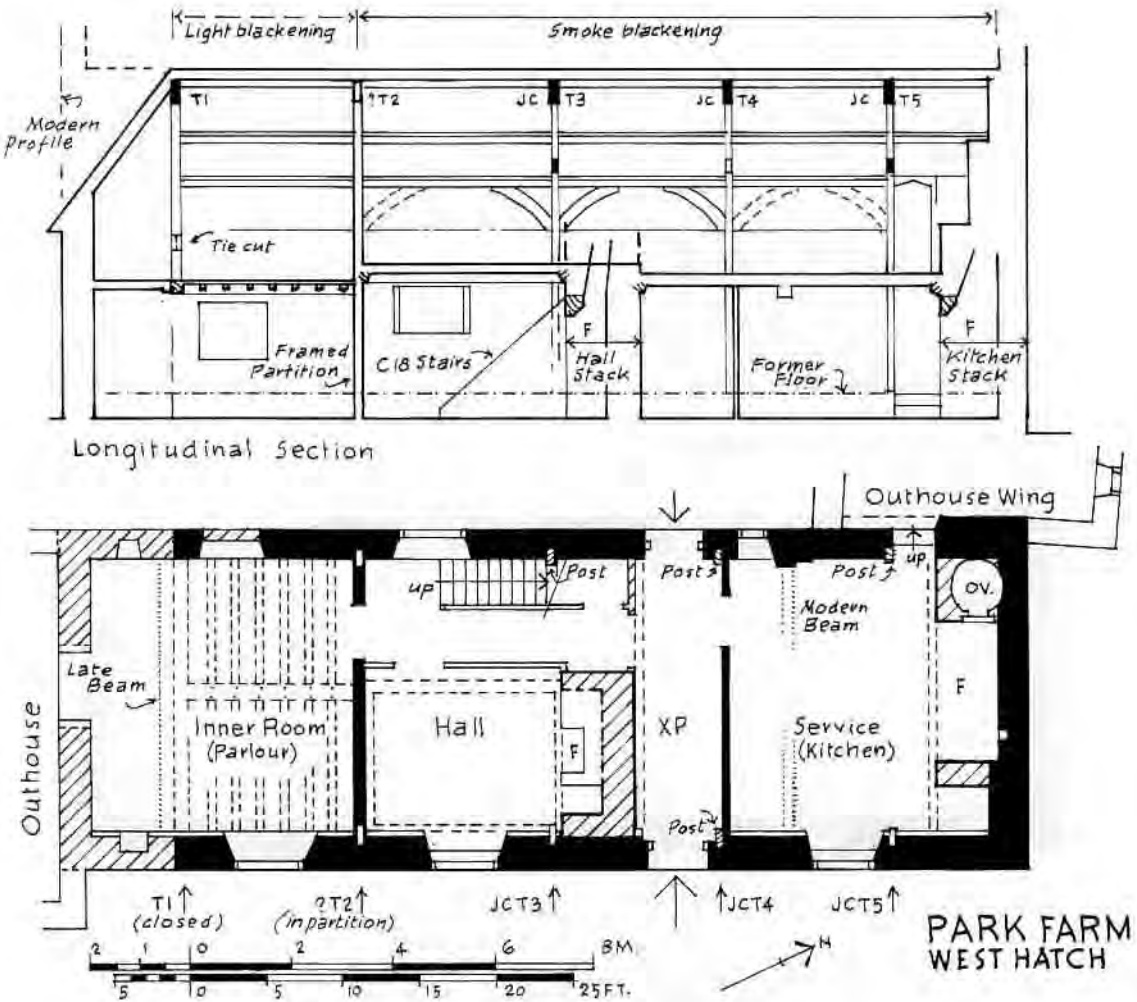 Light blackening
Smoke blackening
T1
?T2
JC T3
JC T4
JC T5
Modern
Profile
Tie cut
Framed
Partition
C18 Stairs
F
Hall
Stack
Former
Floor
F
Kitchen
Stack
Longitudinal Section
Outhouse Wing
up
Post
Post
Post
up
OV.
Modern
Beam
Late
Beam
Inner Room
(Parlour)
Hall
F
XP
Service
(Kitchen)
F
Outhouse
Post
T1
(closed)
?T2
(in partition)
JCT3
JCT4
JCT5
2 1 0 2 4 6 8M.
5 0 5 10 15 20 25FT.
N
PARK FARM
WEST HATCH